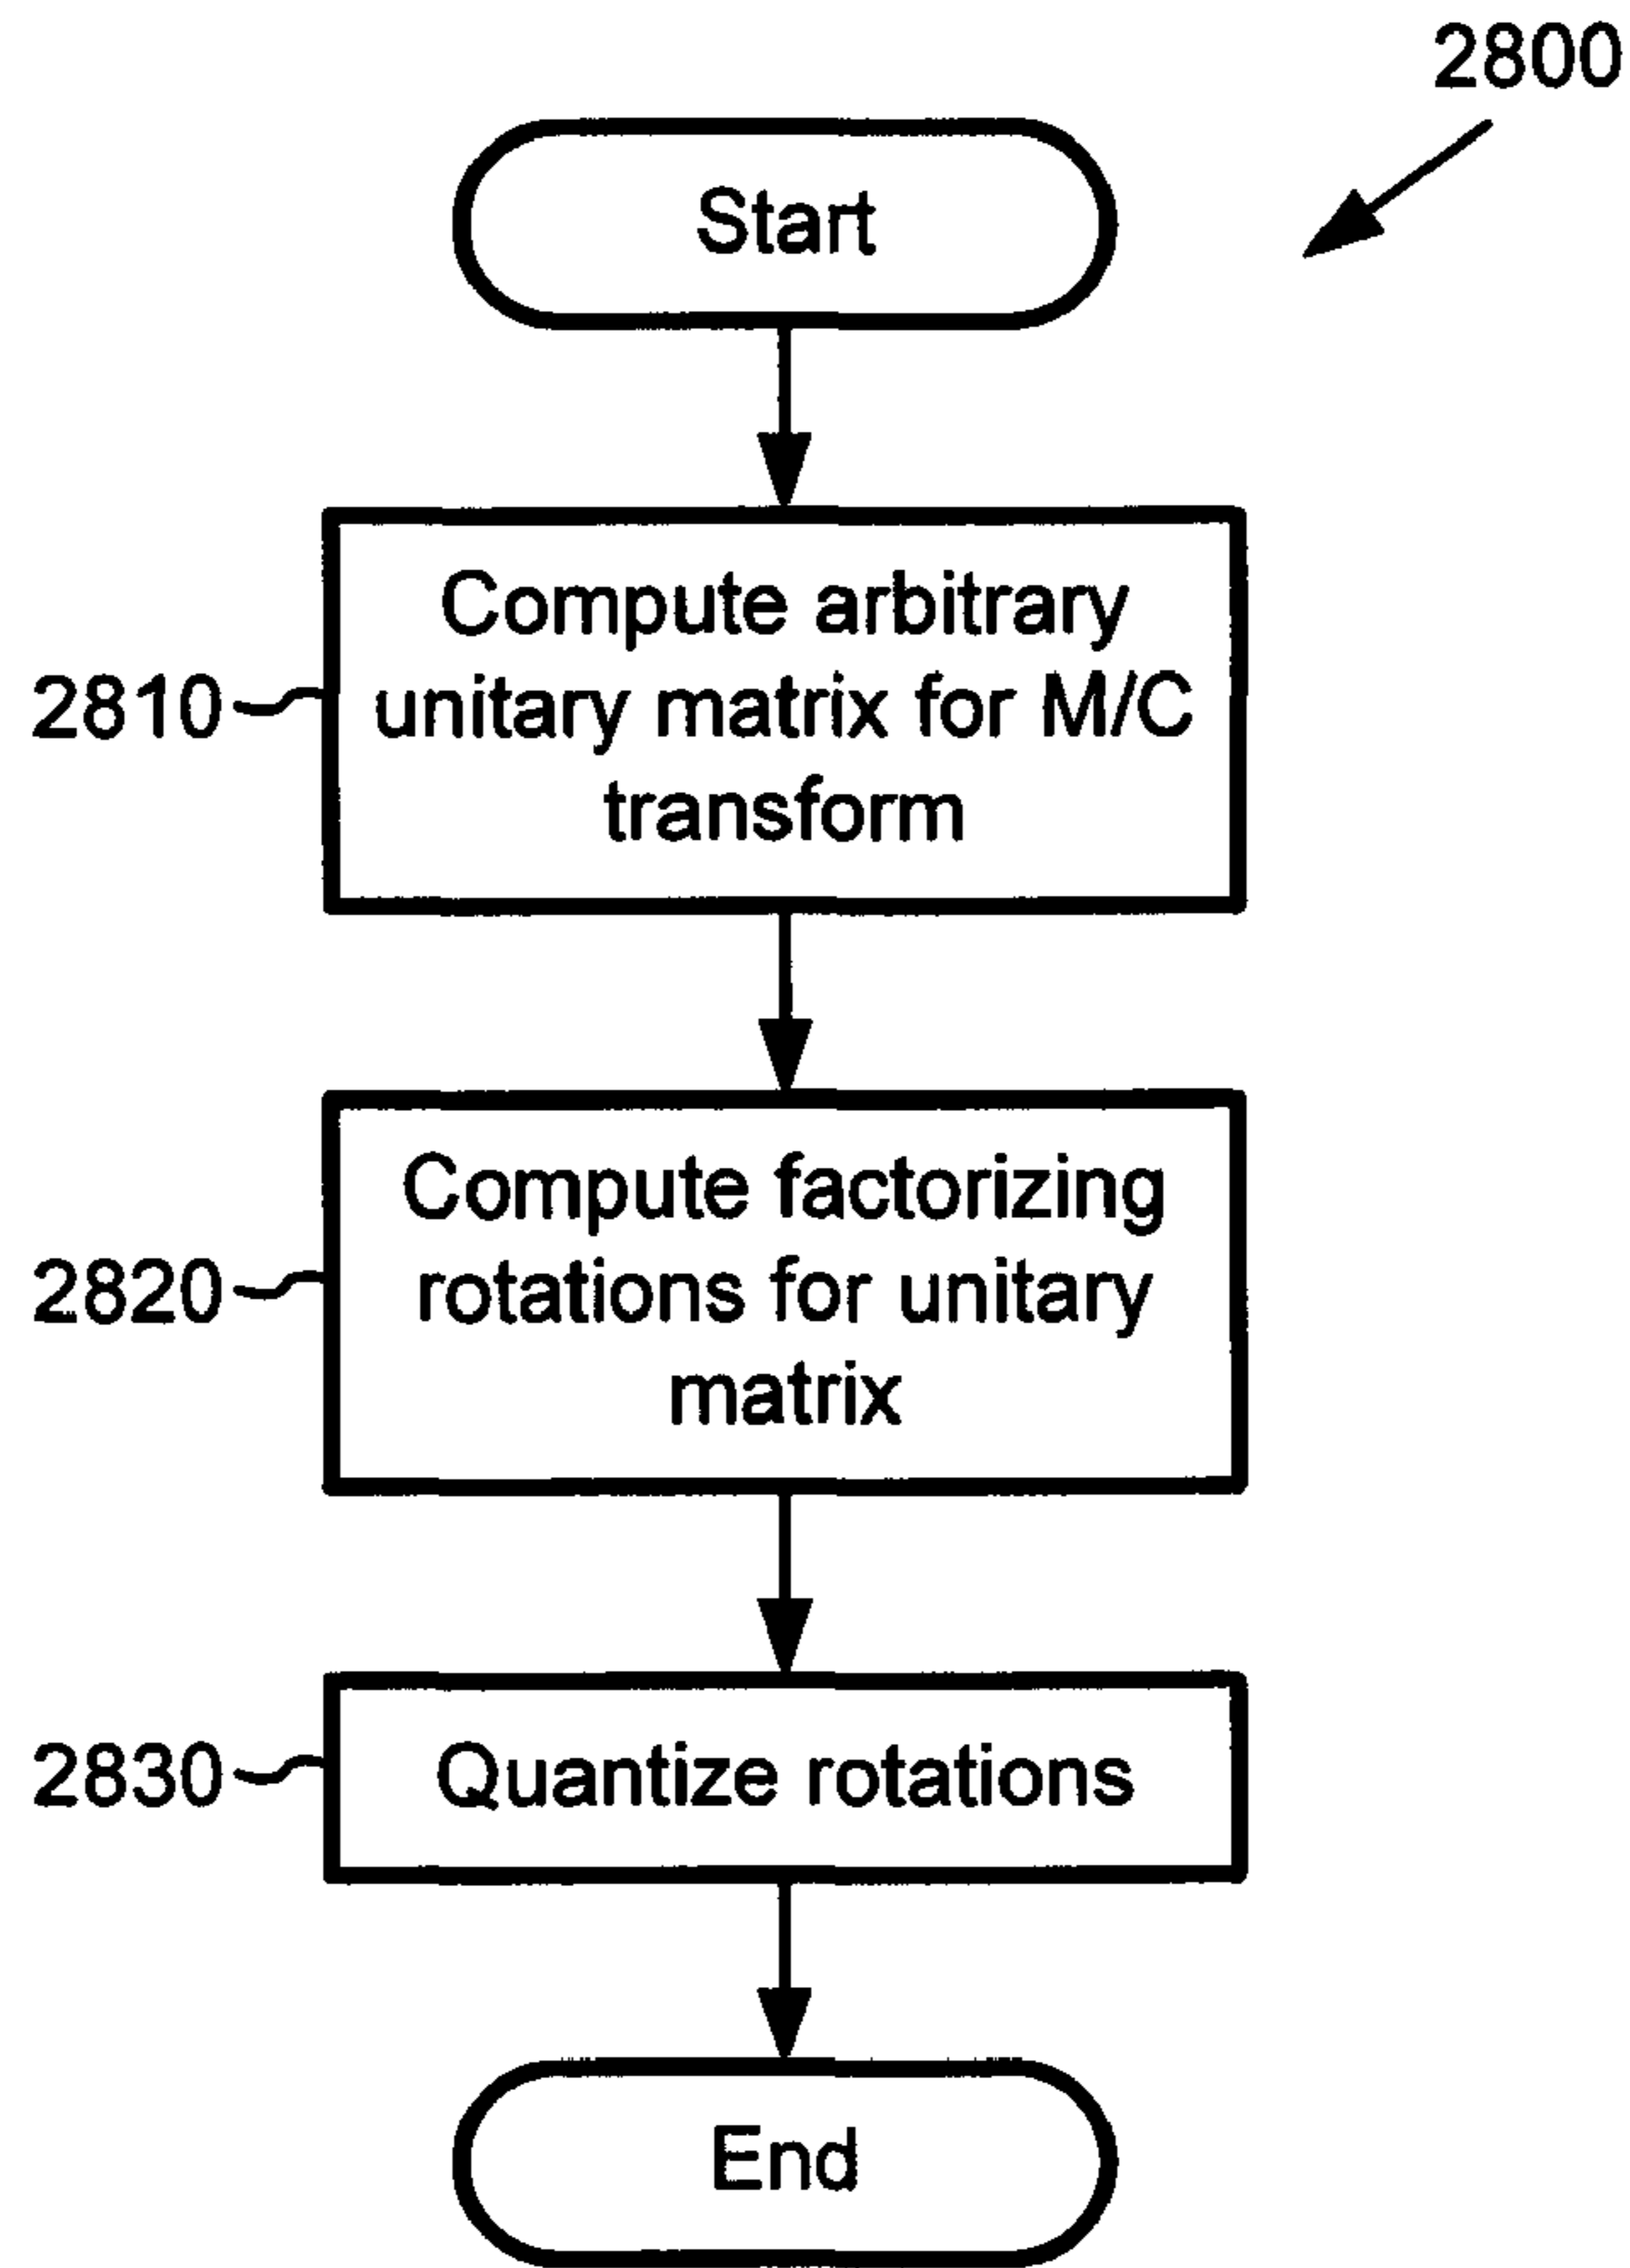 2800
Start
Compute arbitrary
unitary matrix for M/C
transform
2810
Compute factorizing
rotations for unitary
matrix
2820
Quantize rotations
2830
End